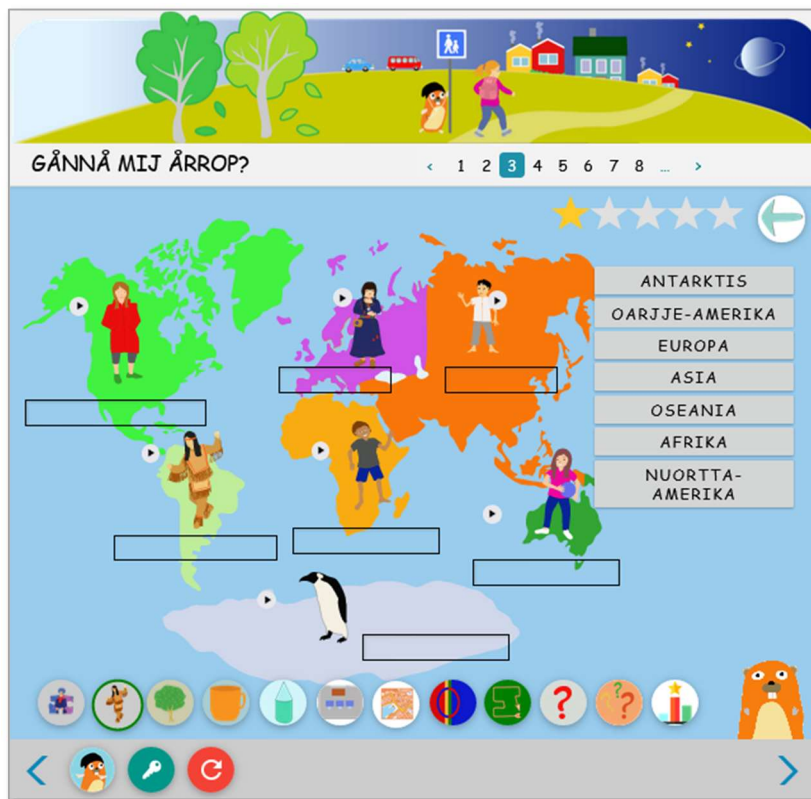 GÅNNÅ MIJ ÅRROP?
‹ 1 2 3 4 5 6 7 8 ... ›
ANTARKTIS
OARJJE-AMERIKA
EUROPA
ASIA
OSEANIA
AFRIKA
NUORTTA-
AMERIKA